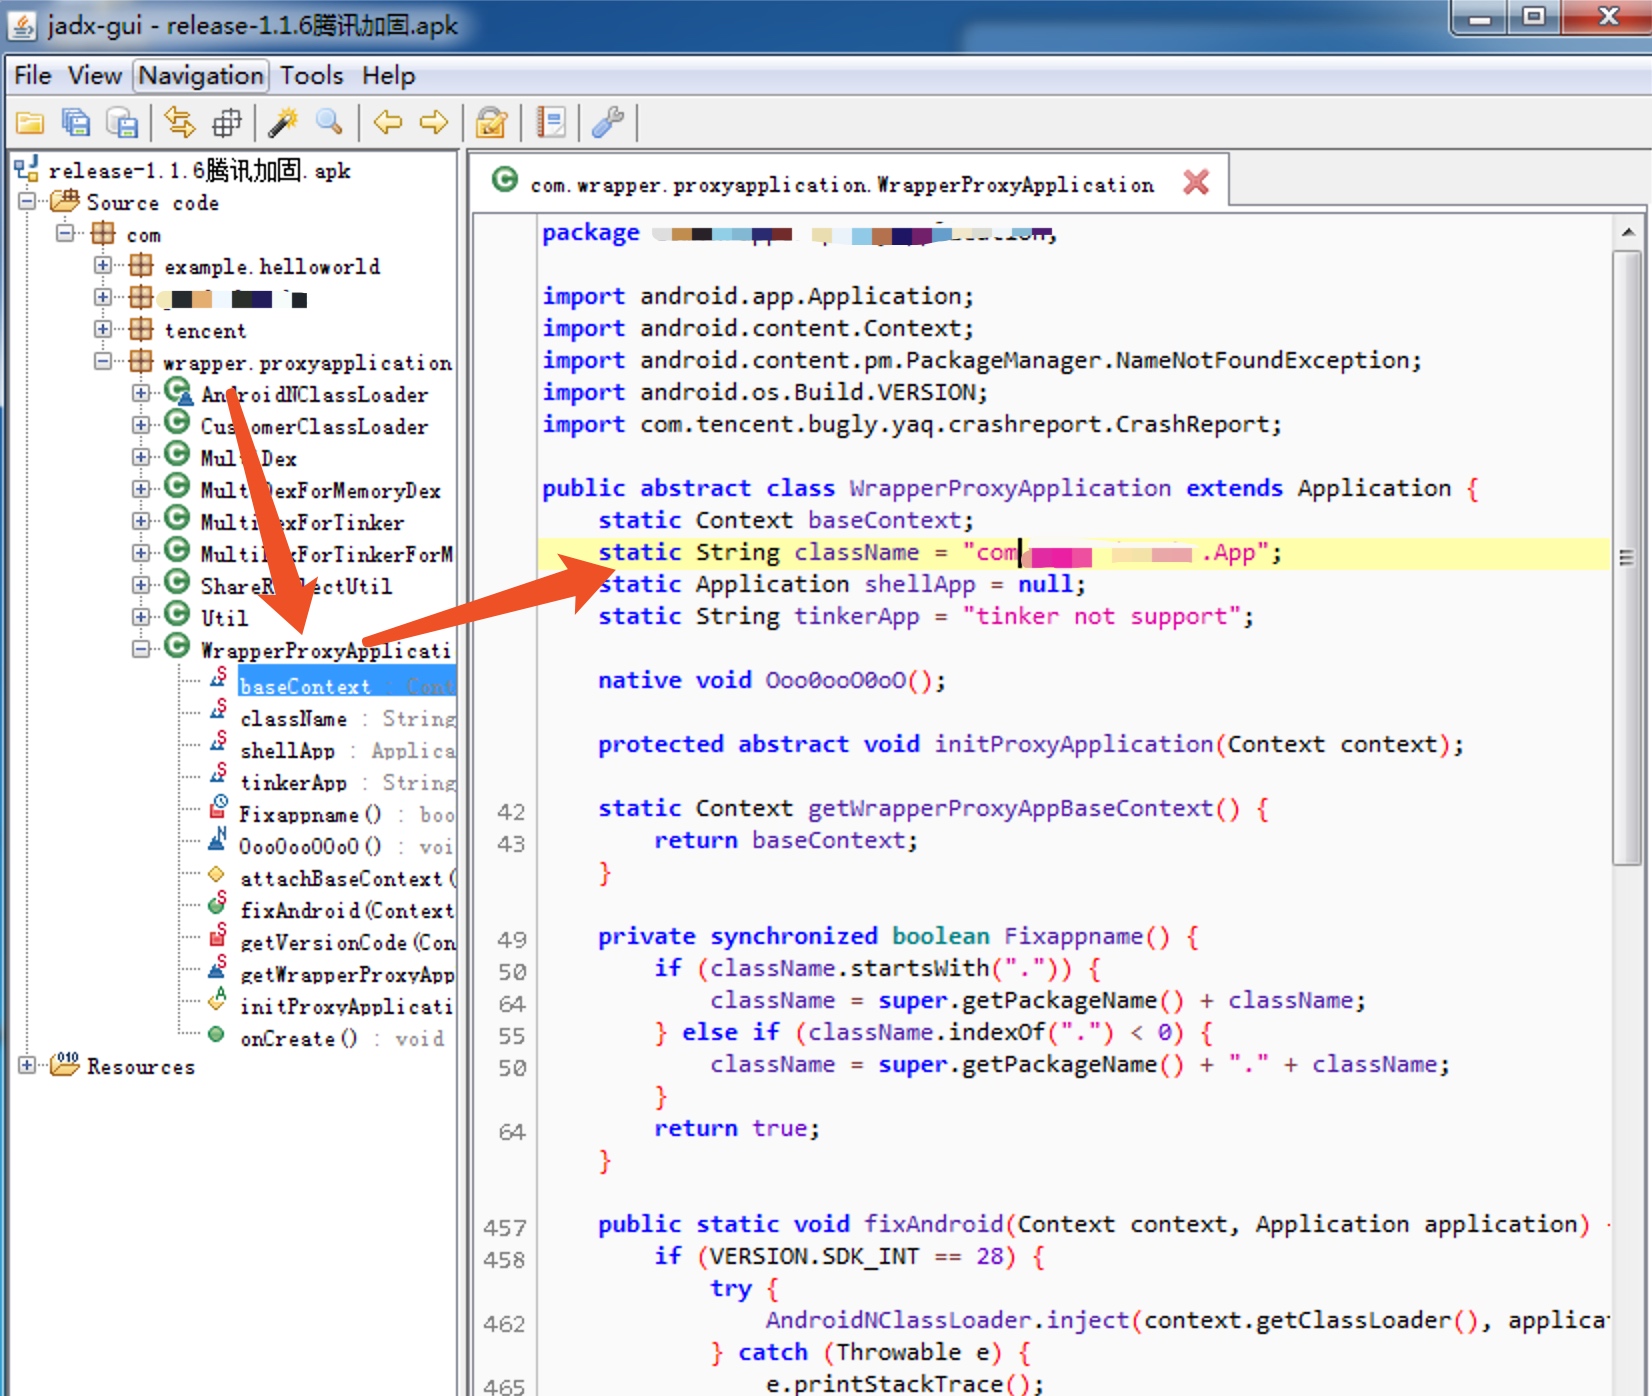 jadx-gui - release-1.1.6腾讯加固.apk
File View Navigation Tools Help
release-1.1.6腾讯加固.apk
Source code
com
example.helloworld
tencent
wrapper.proxyapplication
AndroidNClassLoader
CustomerClassLoader
MultiDex
MultiDexForMemoryDex
MultiDexForTinker
MultiDexForTinkerForM
ShareReflectUtil
Util
WrapperProxyApplicati
baseContext : Cont
className : String
shellApp : Applica
tinkerApp : String
Fixappname() : boo
Ooo0ooO0oO() : voi
attachBaseContext(
fixAndroid(Context
getVersionCode(Con
getWrapperProxyApp
initProxyApplicati
onCreate() : void
Resources
com.wrapper.proxyapplication.WrapperProxyApplication
package
import android.app.Application;
import android.content.Context;
import android.content.pm.PackageManager.NameNotFoundException;
import android.os.Build.VERSION;
import com.tencent.bugly.yaq.crashreport.CrashReport;
public abstract class WrapperProxyApplication extends Application {
static Context baseContext;
static String className = "com .App";
static Application shellApp = null;
static String tinkerApp = "tinker not support";
native void Ooo0ooO0oO();
protected abstract void initProxyApplication(Context context);
42 static Context getWrapperProxyAppBaseContext() {
43 return baseContext;
}
49 private synchronized boolean Fixappname() {
50 if (className.startsWith(".")) {
64 className = super.getPackageName() + className;
55 } else if (className.indexOf(".") < 0) {
50 className = super.getPackageName() + "." + className;
}
64 return true;
}
457 public static void fixAndroid(Context context, Application application)
458 if (VERSION.SDK_INT == 28) {
try {
462 AndroidNClassLoader.inject(context.getClassLoader(), applica
} catch (Throwable e) {
465 e.printStackTrace();